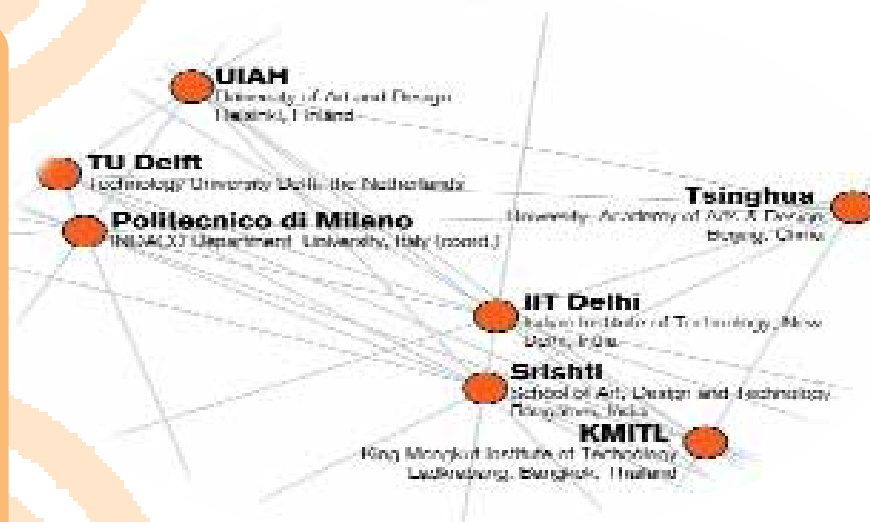 UIAH
University of Art and Design
Helsinki, Finland
TU Delft
Technology University Delft, the Netherlands
Politecnico di Milano
INDACO Department, University, Italy (coord.)
Tsinghua
University, Academy of Arts & Design
Beijing, China
IIT Delhi
Indian Institute of Technology, New
Delhi, India
Srishti
School of Art, Design and Technology
Bangalore, India
KMITL
King Mongkut Institute of Technology
Ladkrabang, Bangkok, Thailand